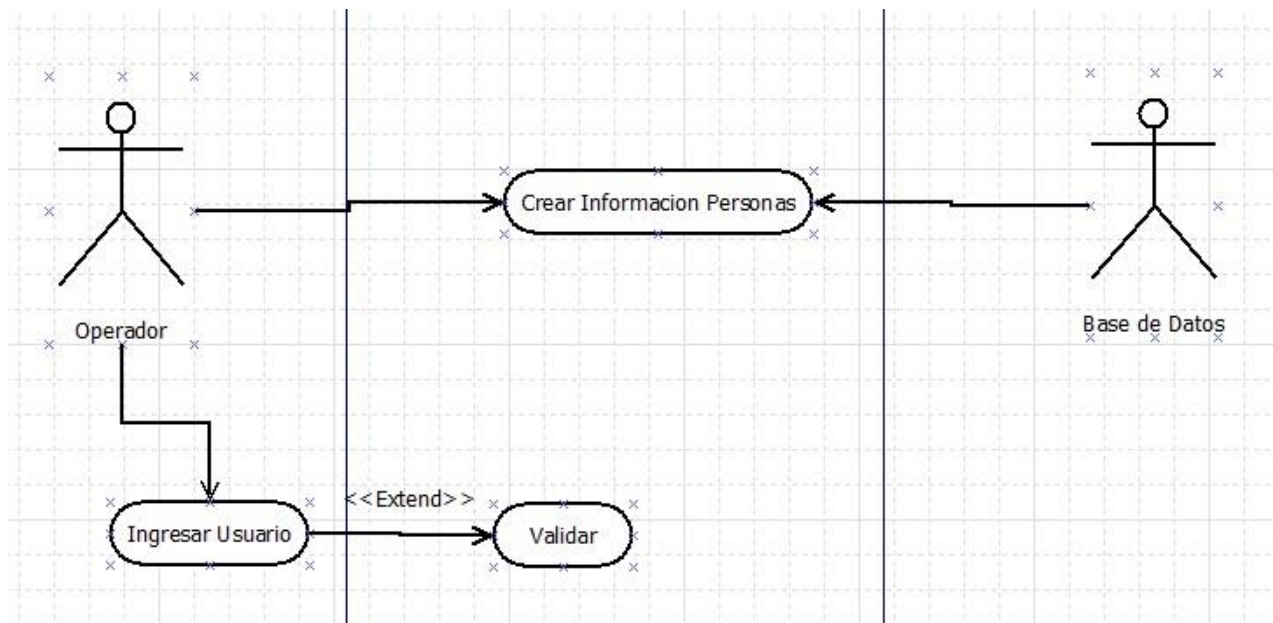 Crear Informacion Personas
Operador
Base de Datos
<<Extend>>
Ingresar Usuario
Validar